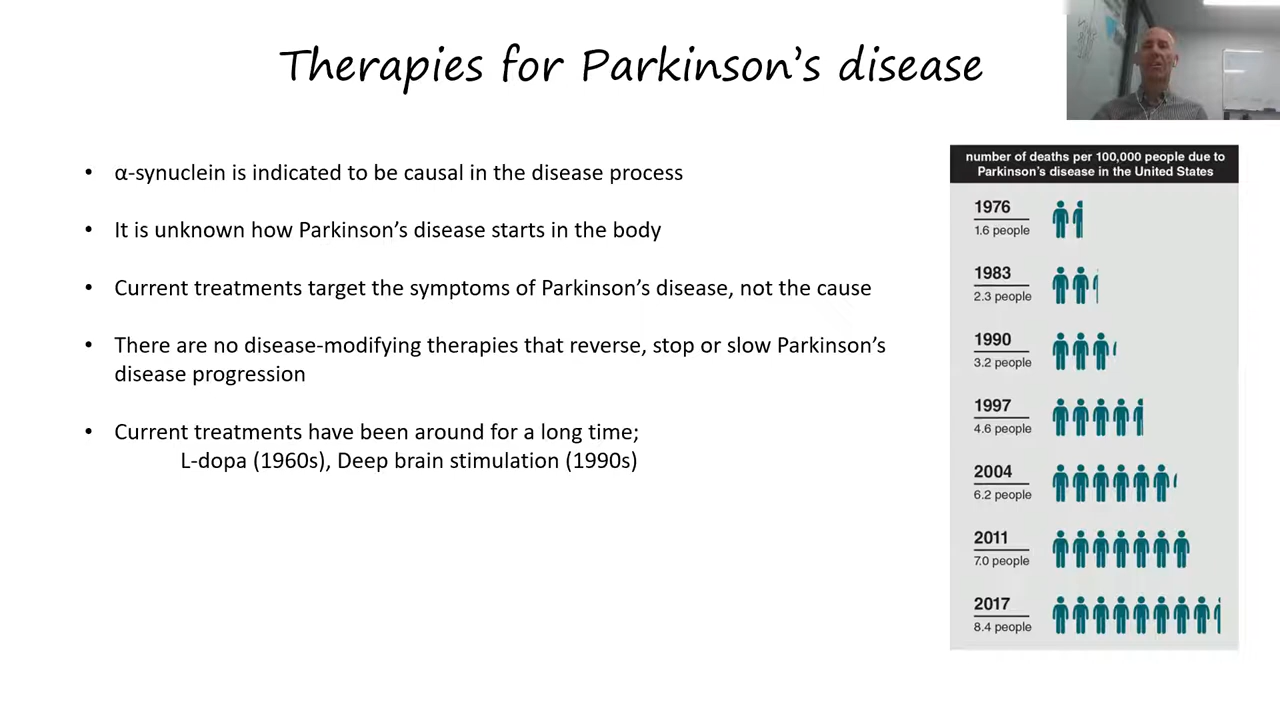 Therapies for Parkinson's disease
• α-synuclein is indicated to be causal in the disease process
• It is unknown how Parkinson's disease starts in the body
• Current treatments target the symptoms of Parkinson's disease, not the cause
• There are no disease-modifying therapies that reverse, stop or slow Parkinson's
disease progression
• Current treatments have been around for a long time;
L-dopa (1960s), Deep brain stimulation (1990s)
number of deaths per 100,000 people due to
Parkinson's disease in the United States
1976
1.6 people
1983
2.3 people
1990
3.2 people
1997
4.6 people
2004
6.2 people
2011
7.0 people
2017
8.4 people